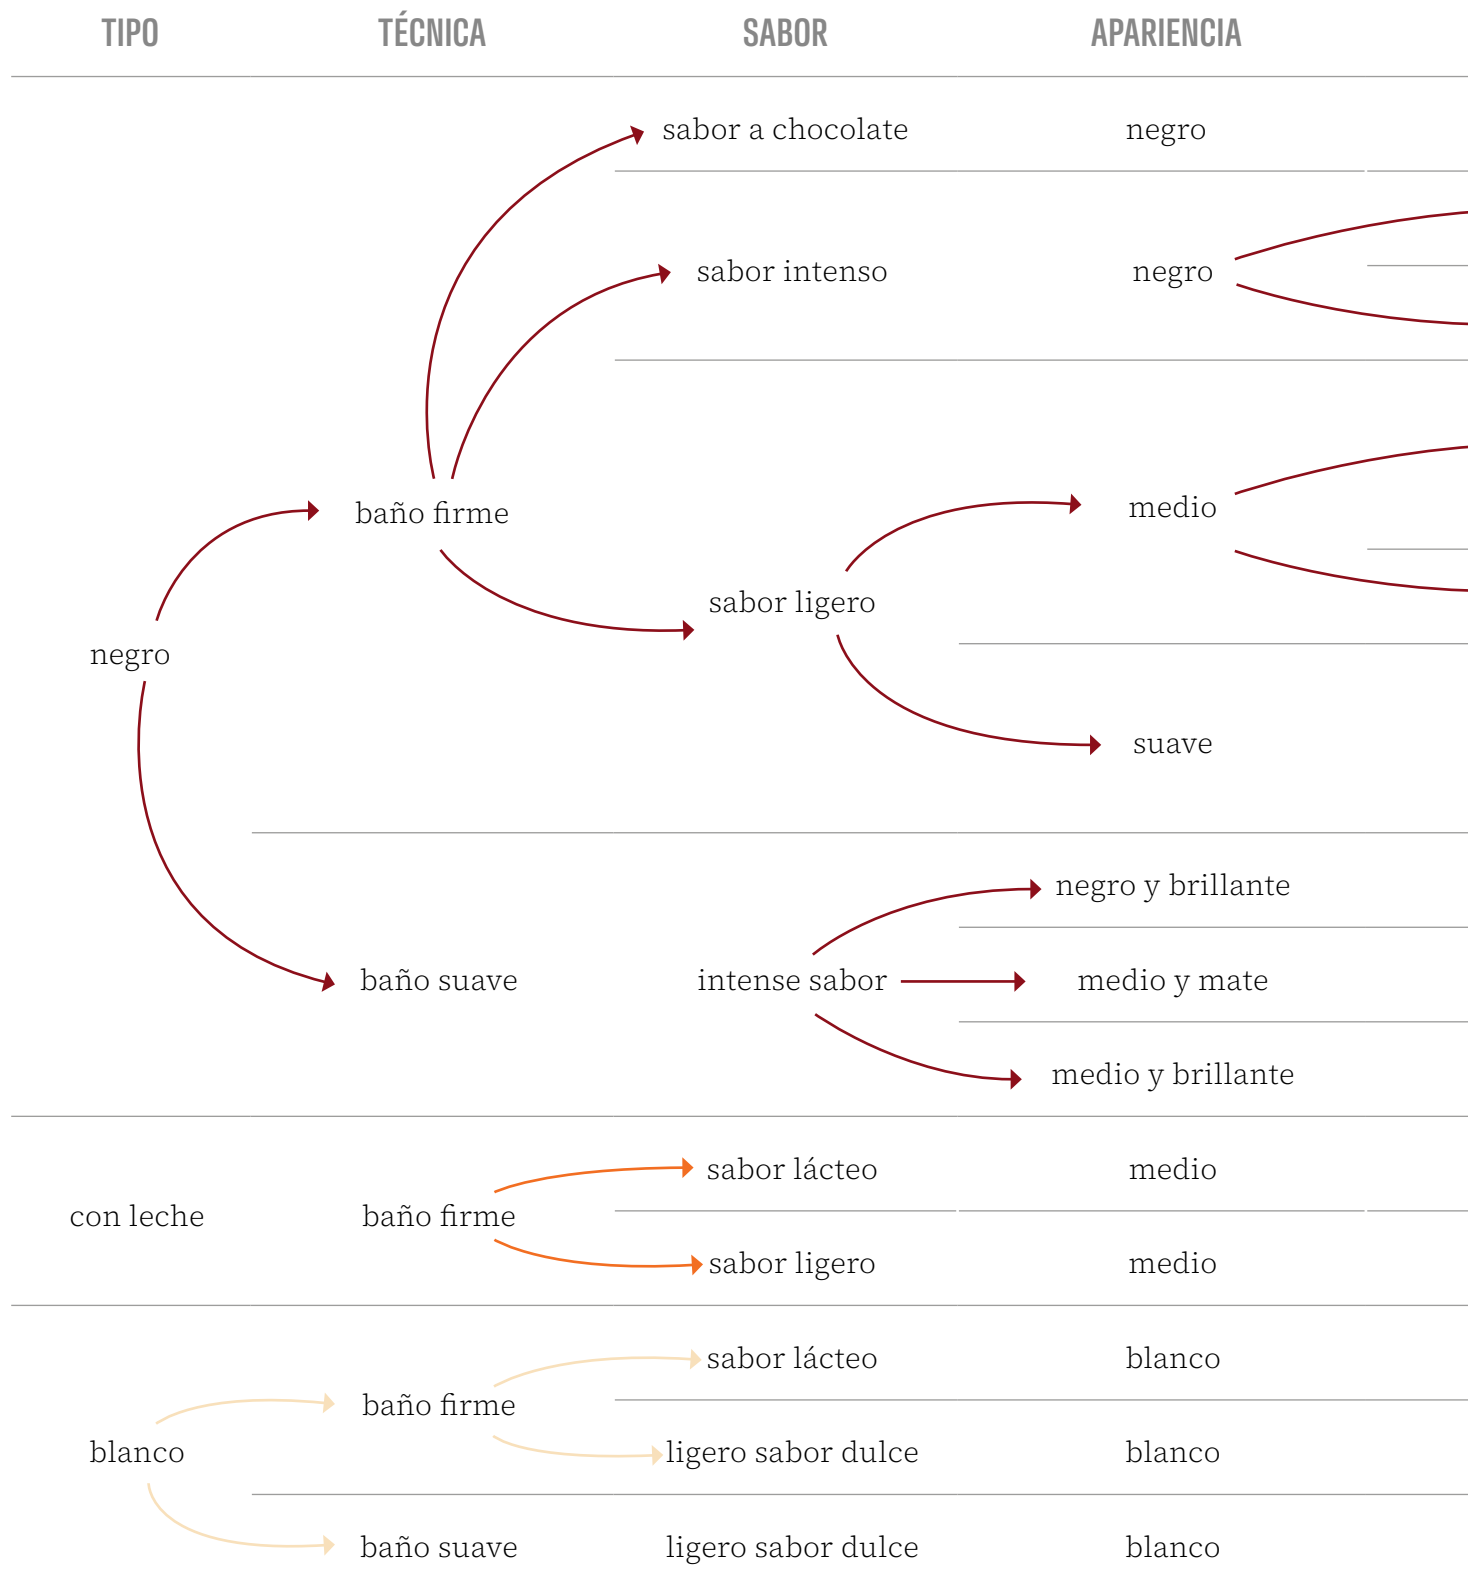 TIPO TÉCNICA SABOR APARIENCIA
sabor a chocolate negro
sabor intenso negro
baño firme medio
sabor ligero
negro
suave
negro y brillante
baño suave intense sabor medio y mate
medio y brillante
sabor lácteo medio
con leche baño firme
sabor ligero medio
sabor lácteo blanco
baño firme
blanco ligero sabor dulce blanco
baño suave ligero sabor dulce blanco